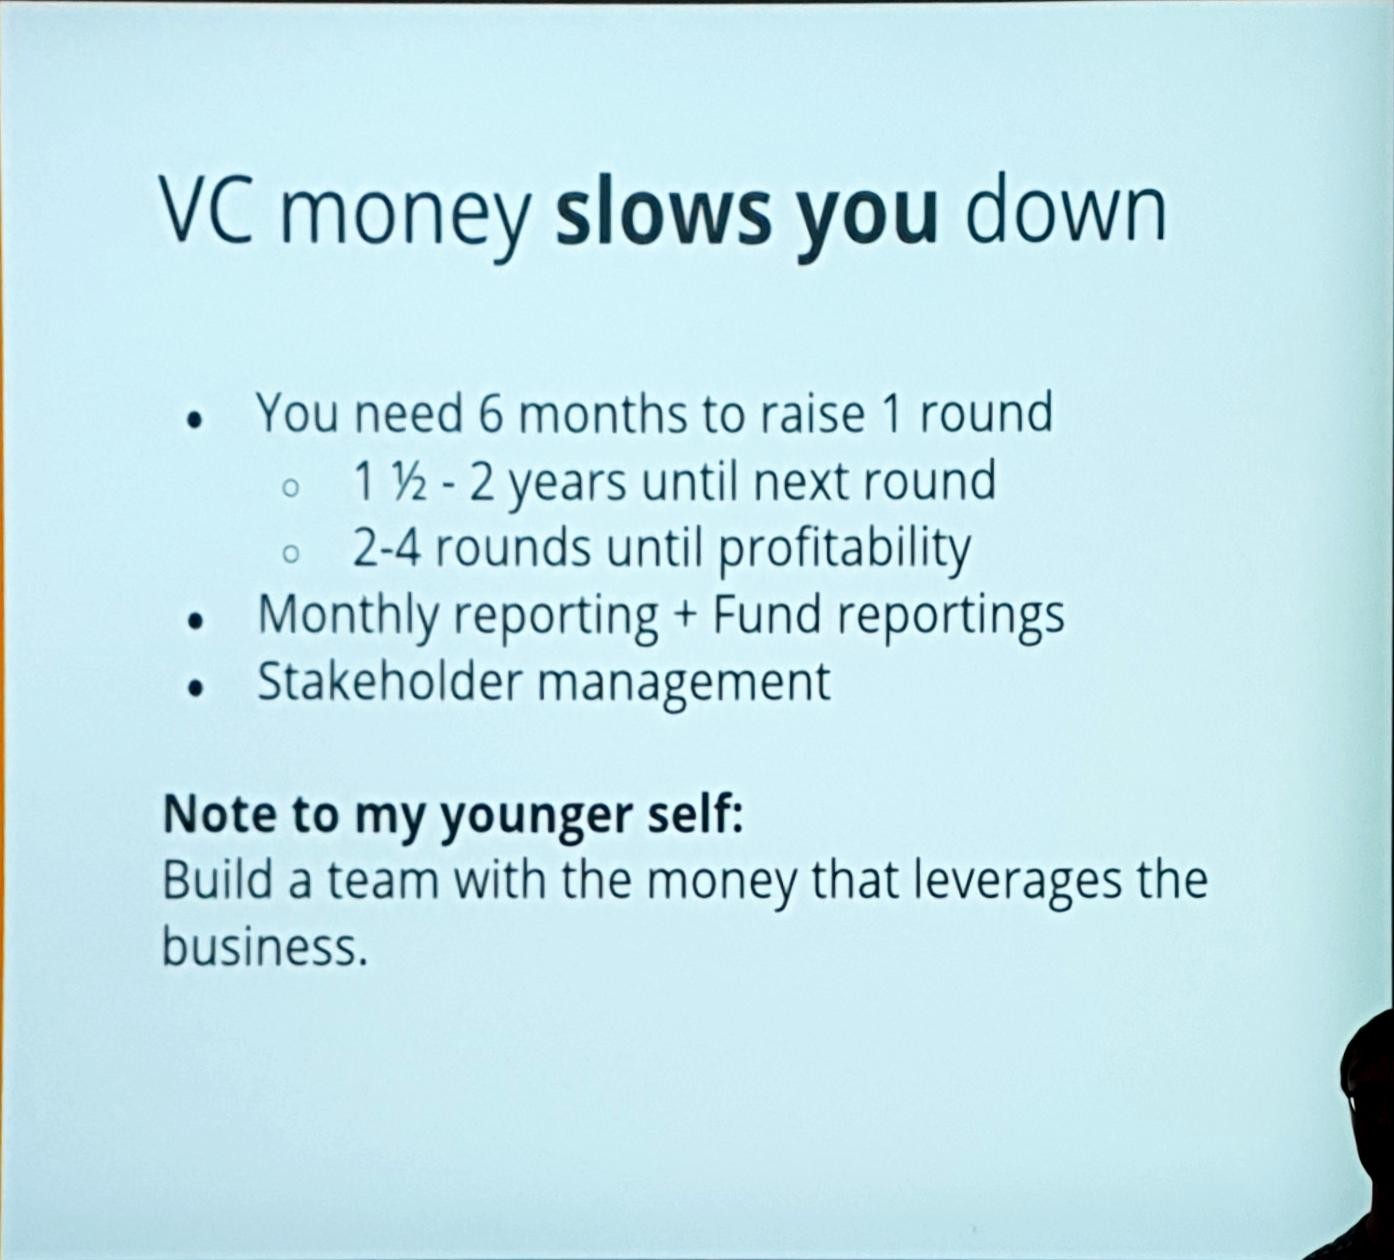 VC money slows you down
• You need 6 months to raise 1 round
○ 1 ½ - 2 years until next round
○ 2-4 rounds until profitability
• Monthly reporting + Fund reportings
• Stakeholder management
Note to my younger self:
Build a team with the money that leverages the
business.